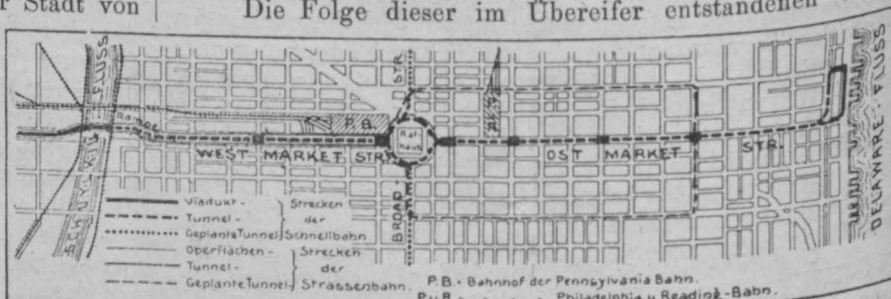 r Stadt von
Die Folge dieser im Übereifer entstandenen
SCHUYLKILL-FLUSS
Rampe
P.B.
Rathaus
BROAD - STR.
WEST MARKET STR.
OST MARKET STR.
DELAWARE-FLUSS
Viadukt- } Strecken
Tunnel- } der
Geplante Tunnel- } Schnellbahn
Oberflächen- } Strecken
Tunnel- } der
Geplante Tunnel- } Strassenbahn.
P.B. - Bahnhof der Pennsylvania Bahn.
Philadelphia u Reading-Bahn.